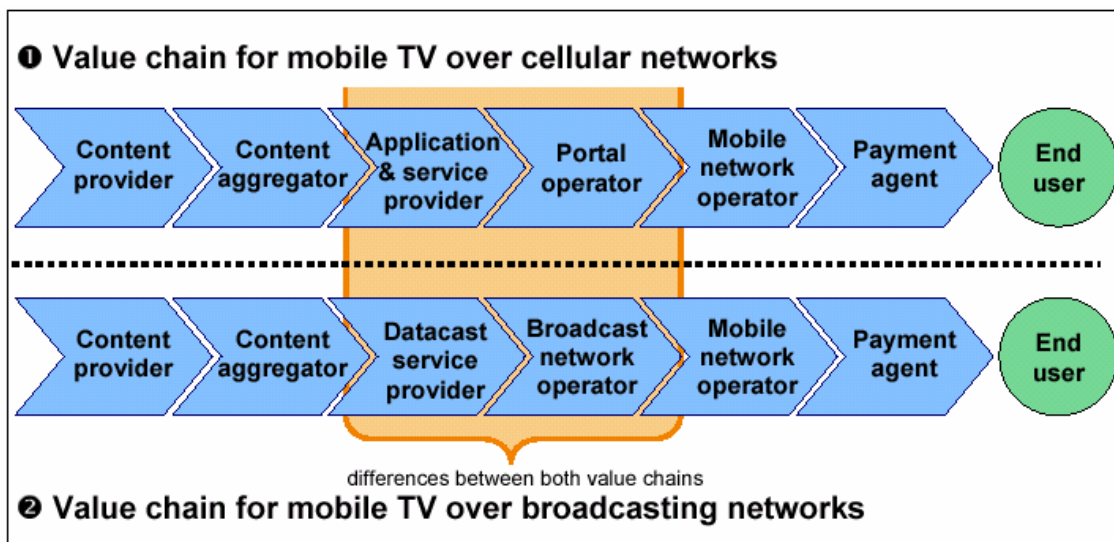 ❶ Value chain for mobile TV over cellular networks
Content
provider
Content
aggregator
Application
& service
provider
Portal
operator
Mobile
network
operator
Payment
agent
End
user
Content
provider
Content
aggregator
Datacast
service
provider
Broadcast
network
operator
Mobile
network
operator
Payment
agent
End
user
differences between both value chains
❷ Value chain for mobile TV over broadcasting networks